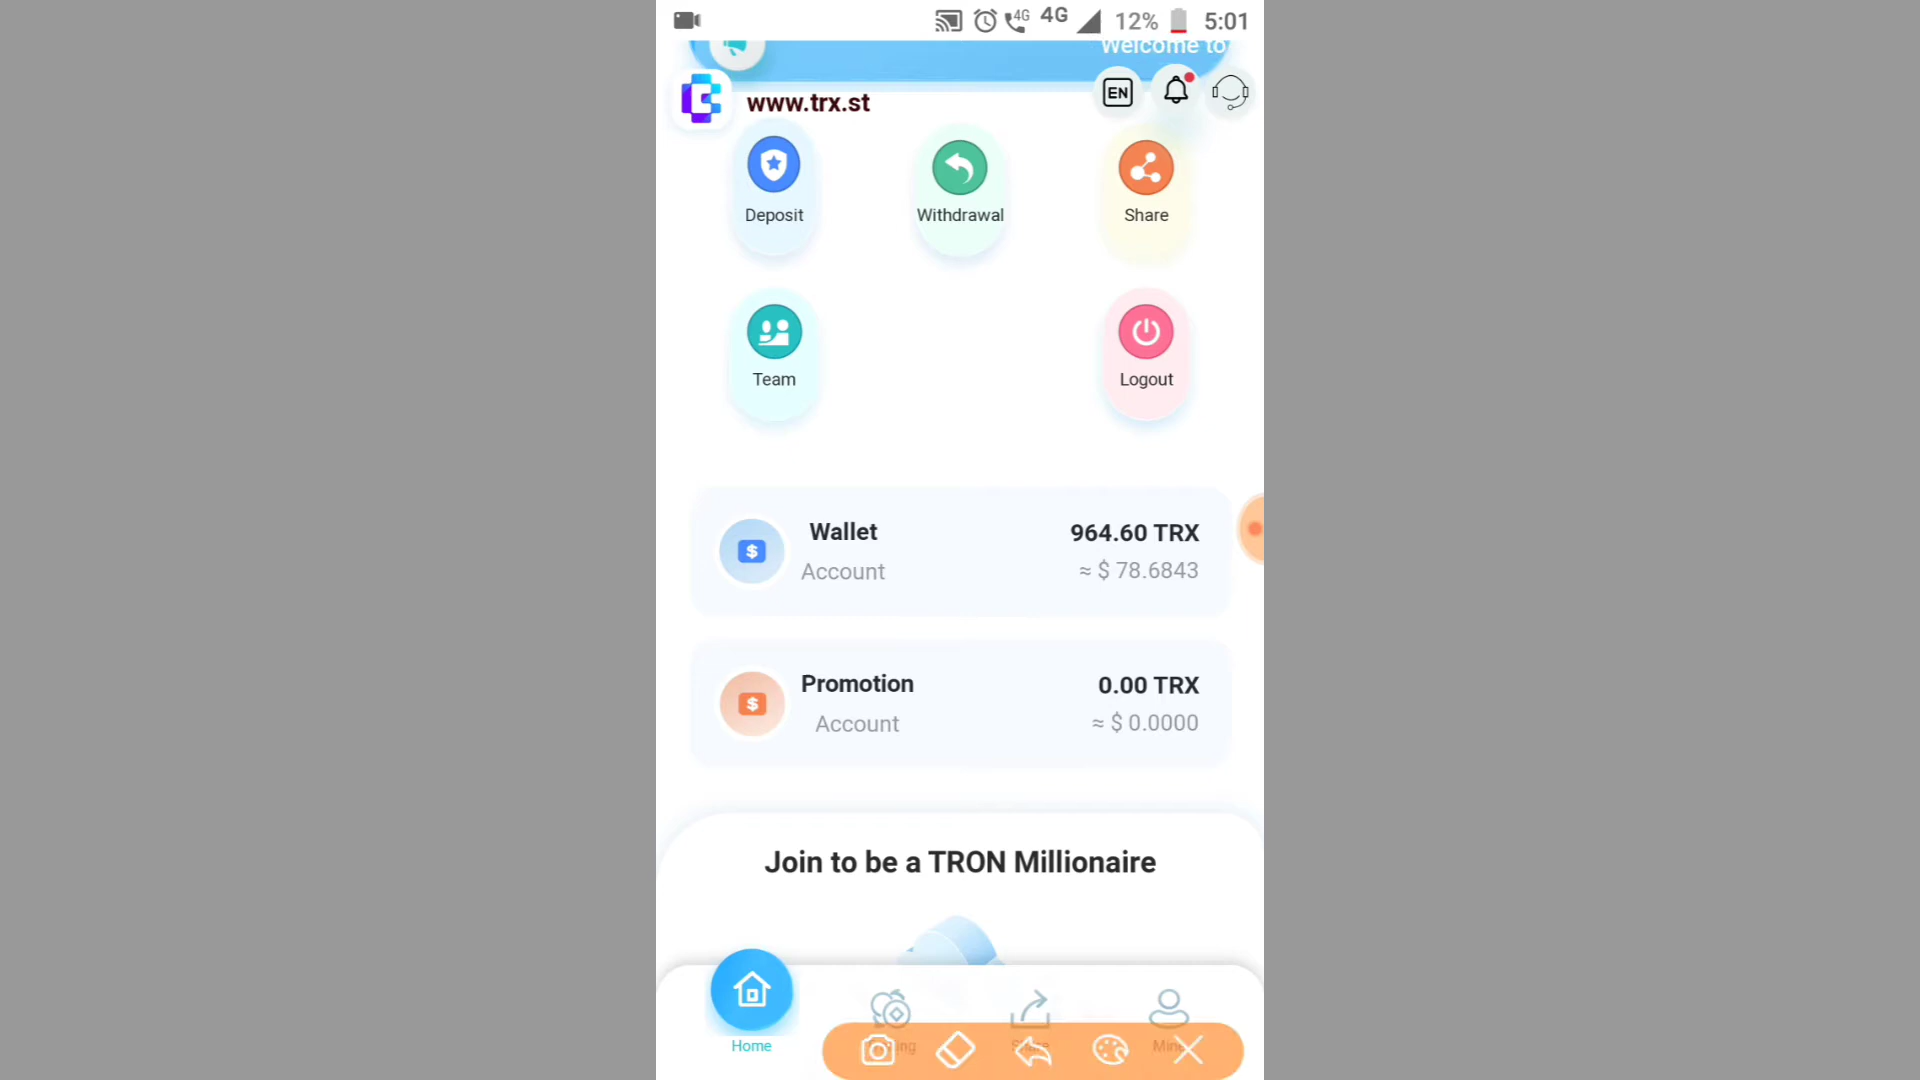 4G 4G 12% 5:01
Welcome to
www.trx.st EN
Deposit Withdrawal Share
Team Logout
Wallet 964.60 TRX
Account ≈ $ 78.6843
Promotion 0.00 TRX
Account ≈ $ 0.0000
Join to be a TRON Millionaire
Home